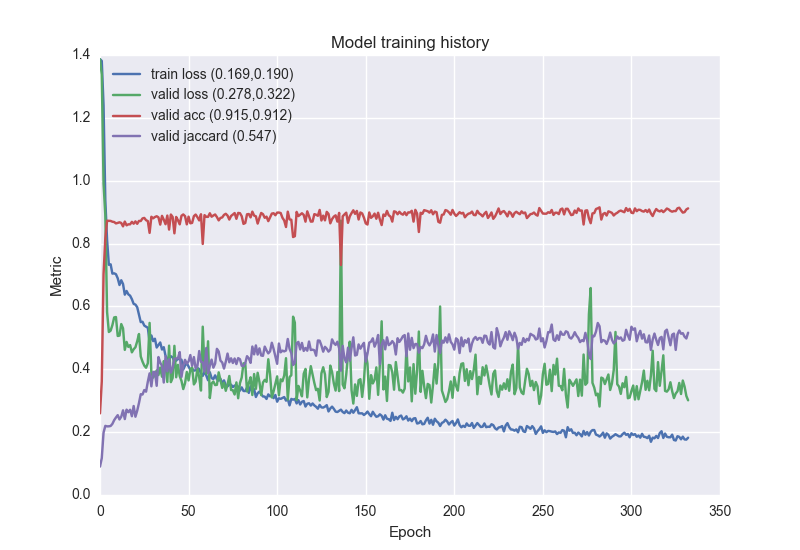 Model training history
train loss (0.169,0.190)
valid loss (0.278,0.322)
valid acc (0.915,0.912)
valid jaccard (0.547)
Metric
1.4
1.2
1.0
0.8
0.6
0.4
0.2
0.0
0 50 100 150 200 250 300 350
Epoch